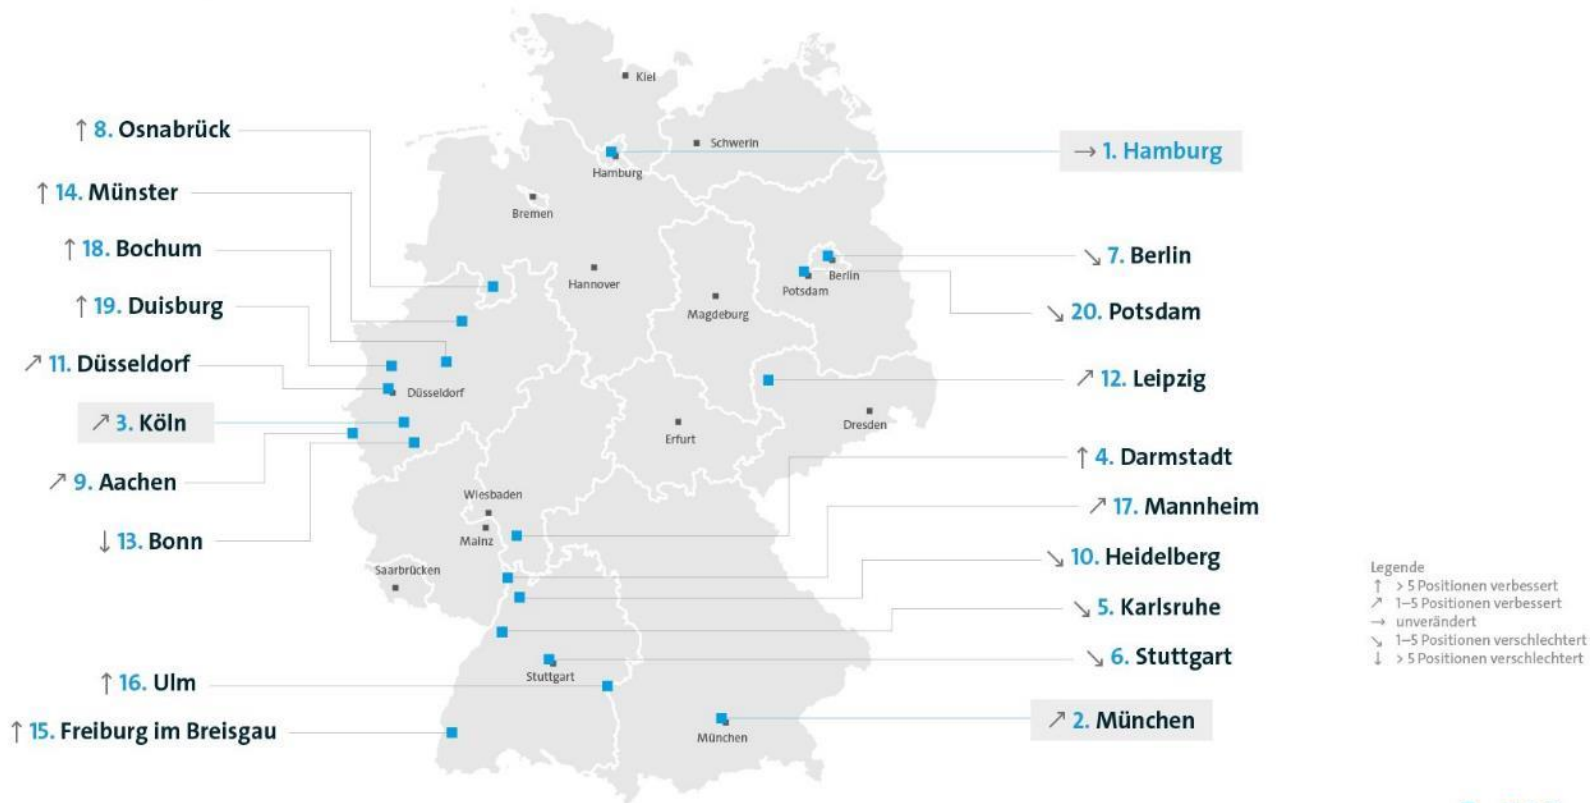 ↑ 8. Osnabrück
↑ 14. Münster
↑ 18. Bochum
↑ 19. Duisburg
↗ 11. Düsseldorf
↗ 3. Köln
↗ 9. Aachen
↓ 13. Bonn
↑ 16. Ulm
↑ 15. Freiburg im Breisgau
Kiel
Schwerin
Hamburg
Bremen
Hannover
Berlin
Potsdam
Magdeburg
Düsseldorf
Erfurt
Dresden
Wiesbaden
Mainz
Saarbrücken
Stuttgart
München
→ 1. Hamburg
↘ 7. Berlin
↘ 20. Potsdam
↗ 12. Leipzig
↑ 4. Darmstadt
↗ 17. Mannheim
↘ 10. Heidelberg
↘ 5. Karlsruhe
↘ 6. Stuttgart
↗ 2. München
Legende
↑ > 5 Positionen verbessert
↗ 1–5 Positionen verbessert
→ unverändert
↘ 1–5 Positionen verschlechtert
↓ > 5 Positionen verschlechtert